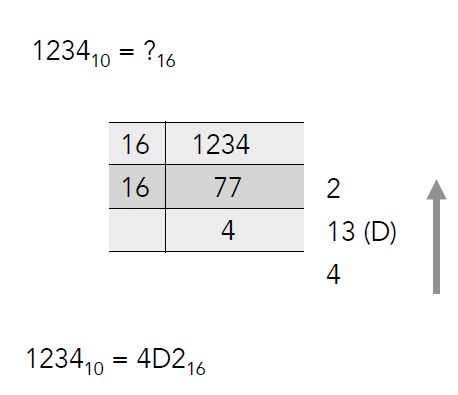 1234₁₀ = ?₁₆
16 1234
16 77 2
4 13 (D)
4
1234₁₀ = 4D2₁₆